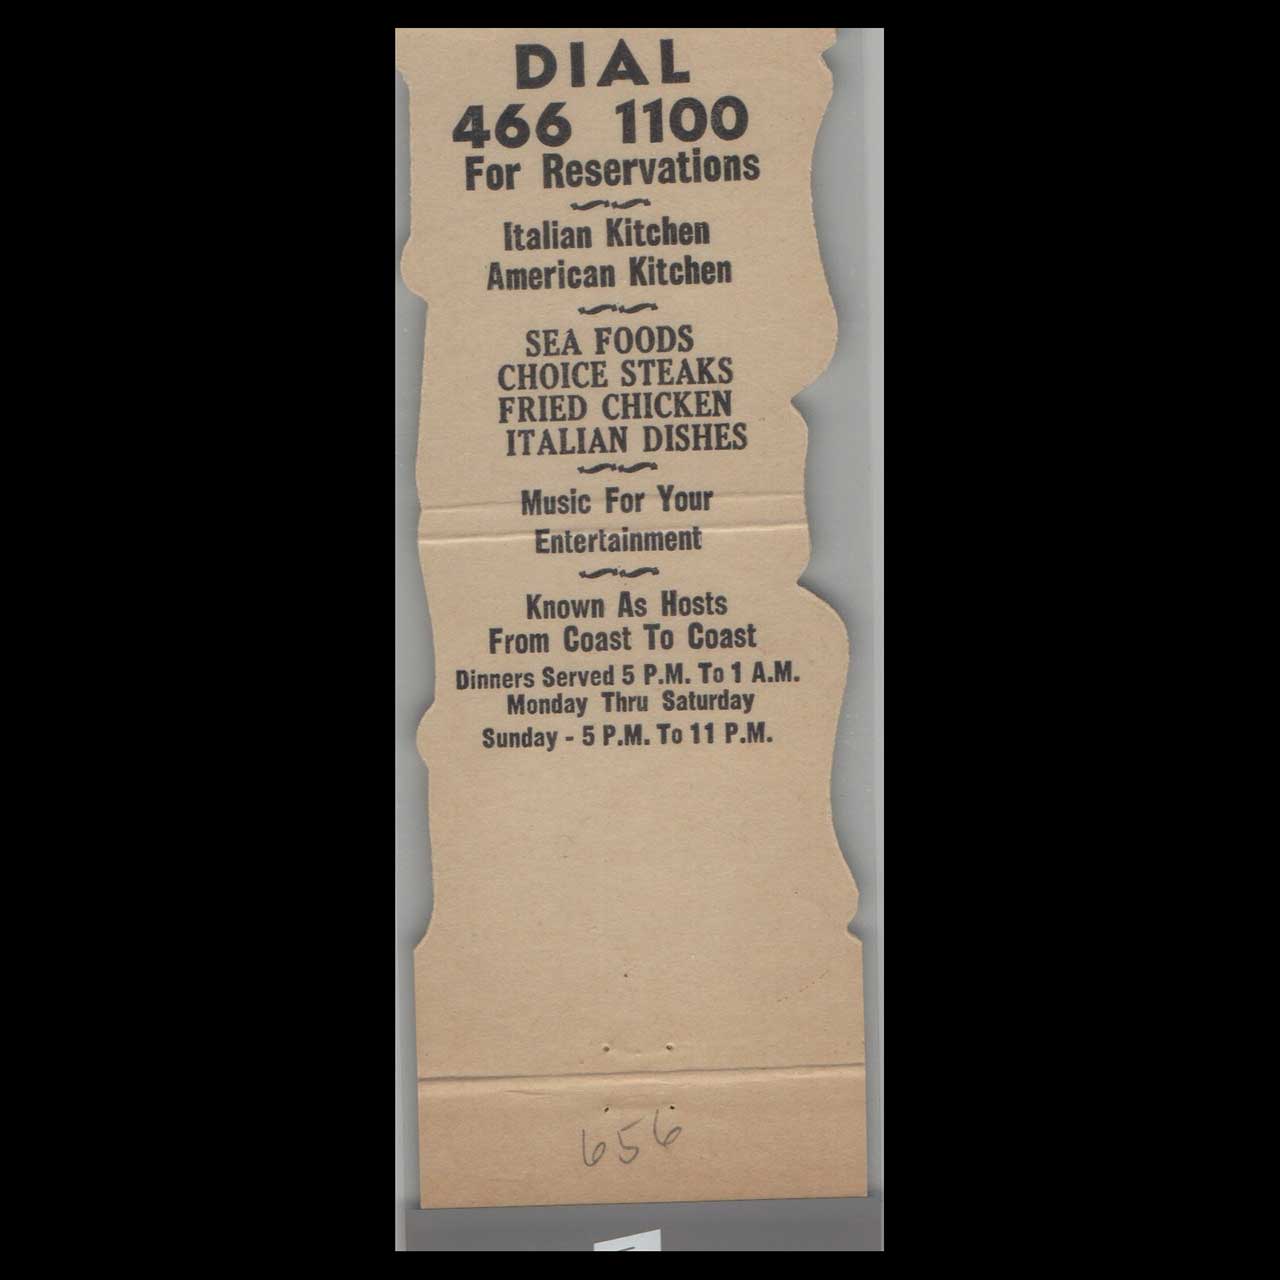 DIAL
466 1100
For Reservations
Italian Kitchen
American Kitchen
SEA FOODS
CHOICE STEAKS
FRIED CHICKEN
ITALIAN DISHES
Music For Your
Entertainment
Known As Hosts
From Coast To Coast
Dinners Served 5 P.M. To 1 A.M.
Monday Thru Saturday
Sunday - 5 P.M. To 11 P.M.
656